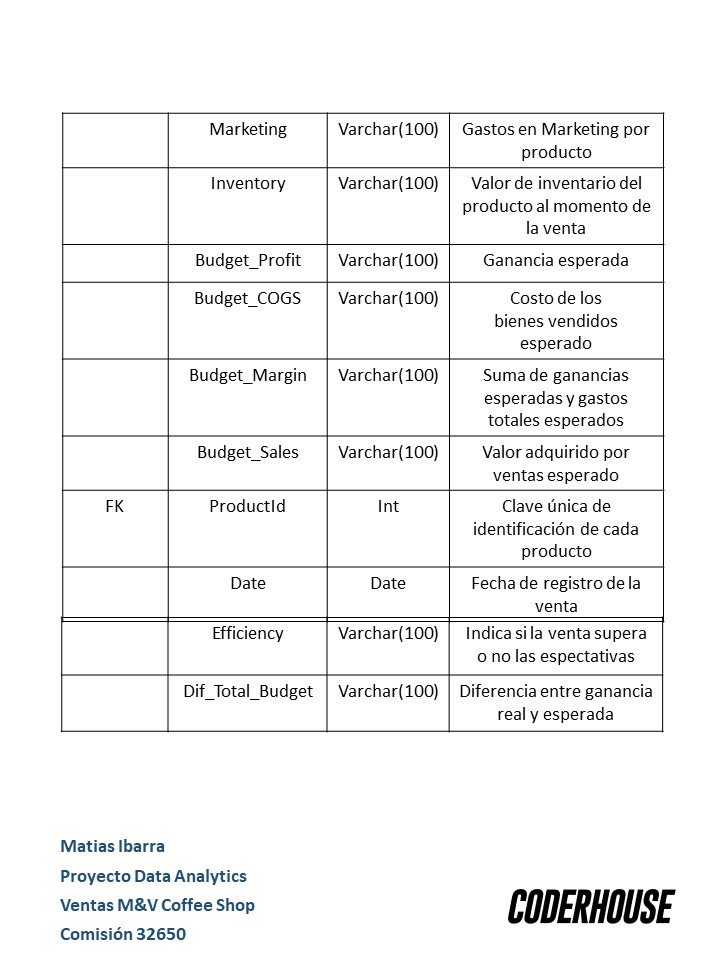 Marketing Varchar(100) Gastos en Marketing por
producto
Inventory Varchar(100) Valor de inventario del
producto al momento de
la venta
Budget_Profit Varchar(100) Ganancia esperada
Budget_COGS Varchar(100) Costo de los
bienes vendidos
esperado
Budget_Margin Varchar(100) Suma de ganancias
esperadas y gastos
totales esperados
Budget_Sales Varchar(100) Valor adquirido por
ventas esperado
FK ProductId Int Clave única de
identificación de cada
producto
Date Date Fecha de registro de la
venta
Efficiency Varchar(100) Indica si la venta supera
o no las espectativas
Dif_Total_Budget Varchar(100) Diferencia entre ganancia
real y esperada
Matias Ibarra
Proyecto Data Analytics
Ventas M&V Coffee Shop
Comisión 32650
CODERHOUSE